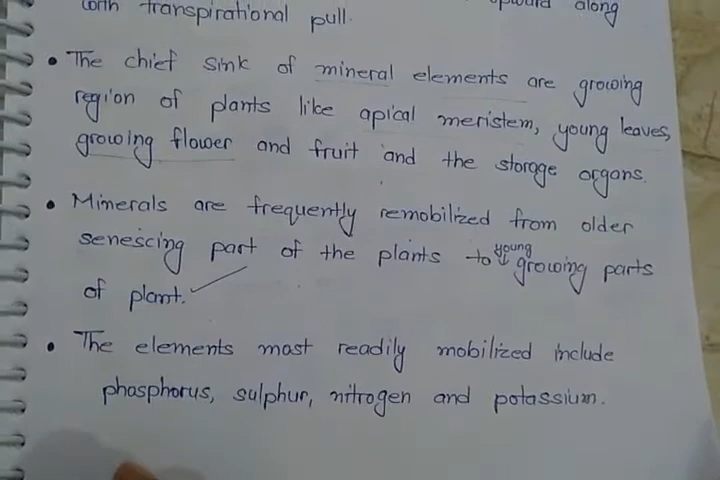 with transpirational pull. upward along
• The chief sink of mineral elements are growing
region of plants like apical meristem, young leaves,
growing flower and fruit and the storage organs.
• Minerals are frequently remobilized from older
senescing part of the plants to young growing parts
of plant.
• The elements most readily mobilized include
phosphorus, sulphur, nitrogen and potassium.